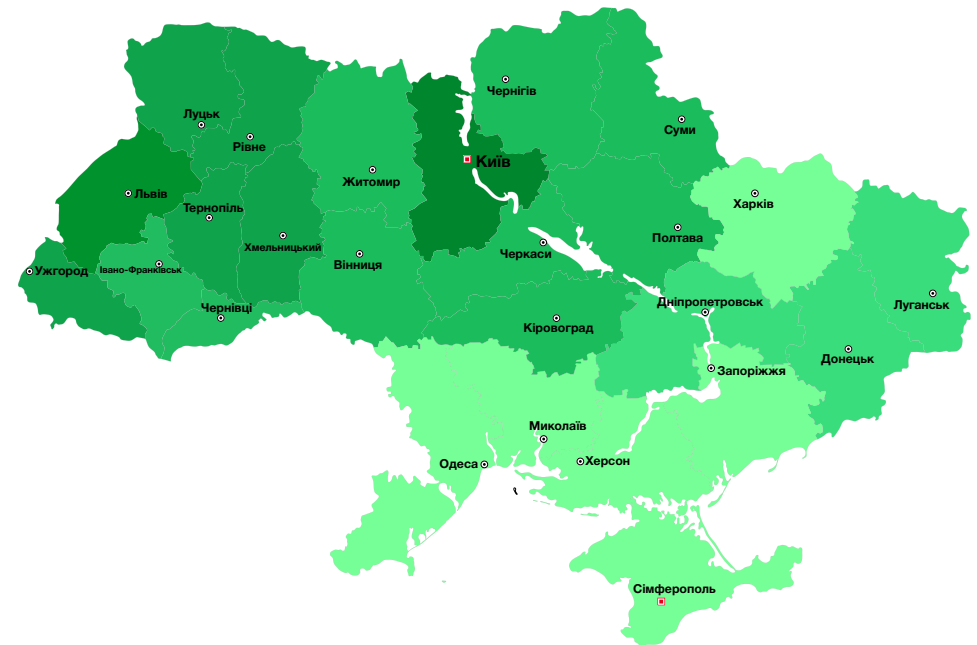 Чернігів
Луцьк
Суми
Рівне
Київ
Житомир
Львів
Харків
Тернопіль
Полтава
Хмельницький
Черкаси
Вінниця
Ужгород
Івано-Франківськ
Дніпропетровськ
Луганськ
Чернівці
Кіровоград
Донецьк
Запоріжжя
Миколаїв
Одеса
Херсон
Сімферополь